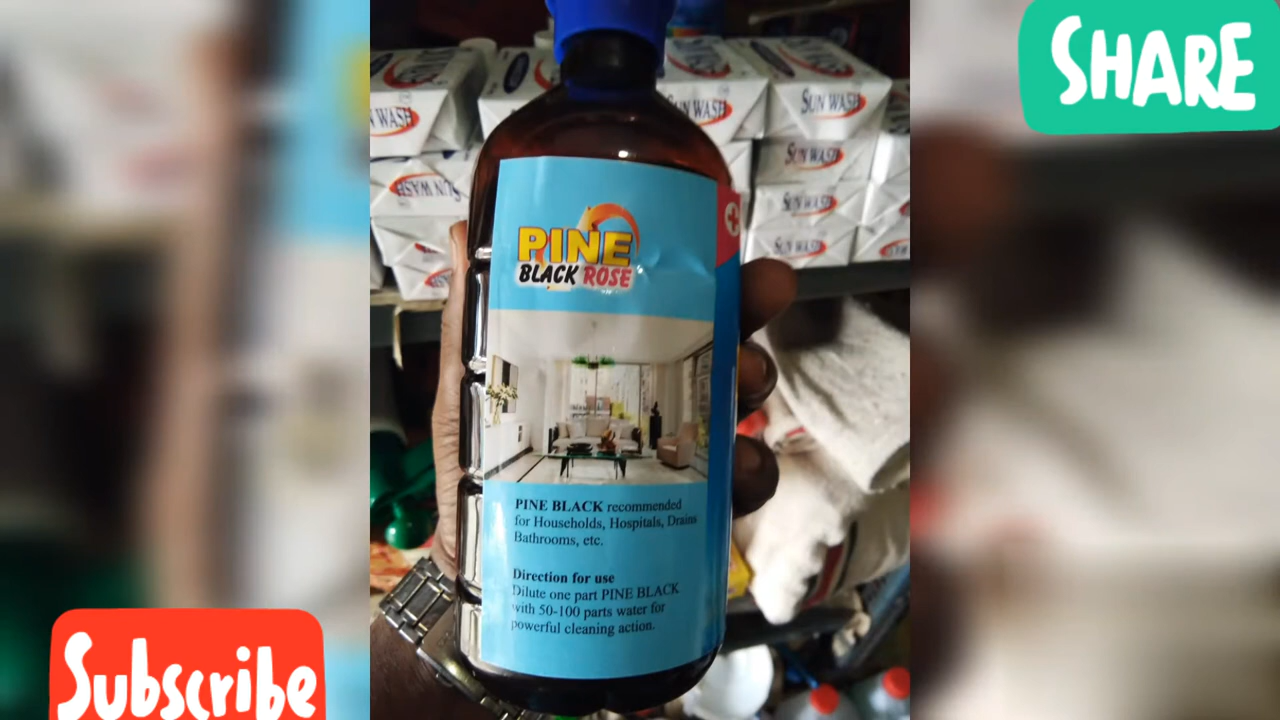 SHARE
N WASH
SUN WASH
SUN WASH
SUN WASH
SUN WASH
SUN WASH
SUN WASH
PINE
BLACK ROSE
PINE BLACK recommended
for Households, Hospitals, Drains
Bathrooms, etc.
Direction for use
Dilute one part PINE BLACK
with 50-100 parts water for
powerful cleaning action.
Subscribe